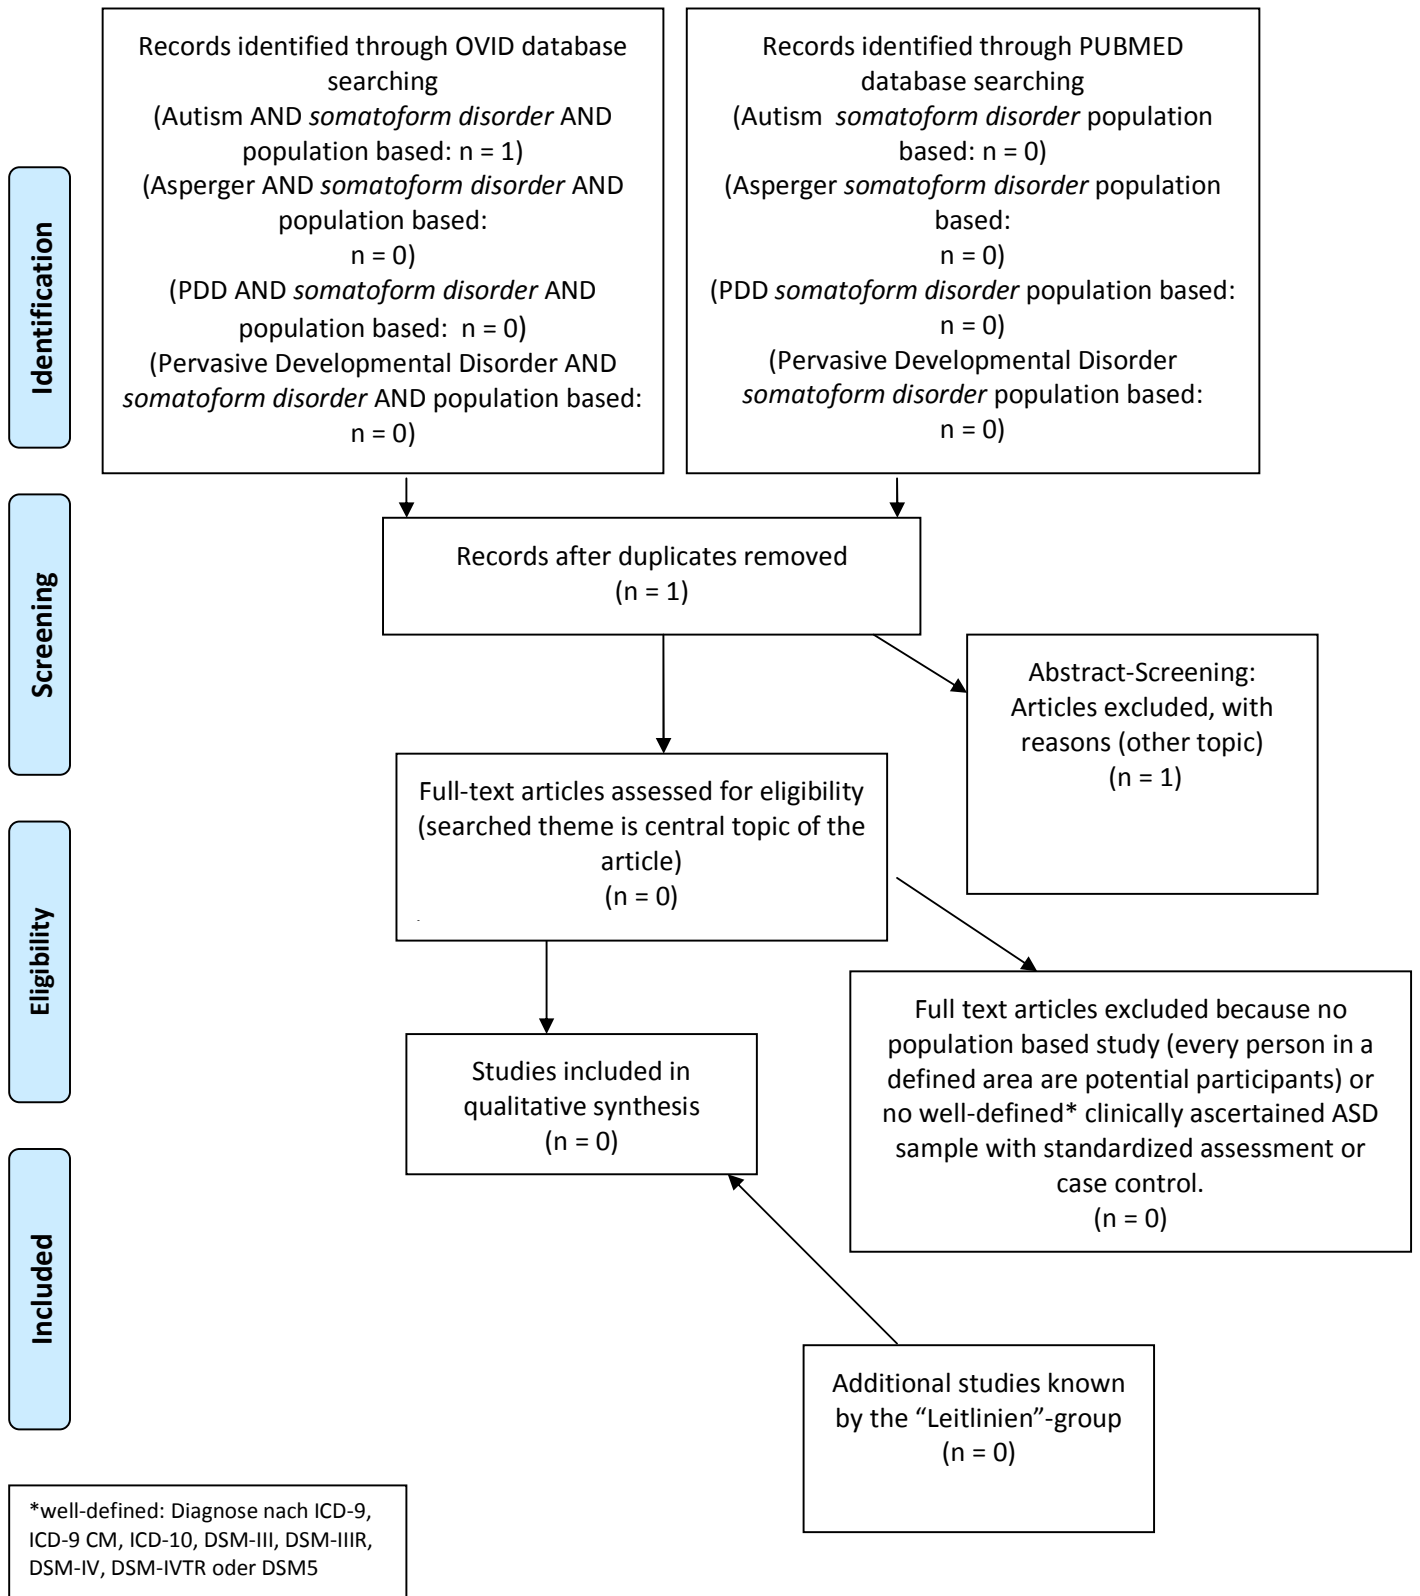 Records identified through OVID database
searching
(Autism AND somatoform disorder AND
population based: n = 1)
(Asperger AND somatoform disorder AND
population based:
n = 0)
(PDD AND somatoform disorder AND
population based:  n = 0)
(Pervasive Developmental Disorder AND
somatoform disorder AND population based:
n = 0)
Records identified through PUBMED
database searching
(Autism  somatoform disorder population
based: n = 0)
(Asperger somatoform disorder population
based:
n = 0)
(PDD somatoform disorder population based:
n = 0)
(Pervasive Developmental Disorder
somatoform disorder population based:
n = 0)
Identification
Records after duplicates removed
(n = 1)
Screening
Abstract-Screening:
Articles excluded, with
reasons (other topic)
(n = 1)
Full-text articles assessed for eligibility
(searched theme is central topic of the
article)
(n = 0)
Eligibility
Full text articles excluded because no
population based study (every person in a
defined area are potential participants) or
no well-defined* clinically ascertained ASD
sample with standardized assessment or
case control.
(n = 0)
Studies included in
qualitative synthesis
(n = 0)
Included
Additional studies known
by the “Leitlinien”-group
(n = 0)
*well-defined: Diagnose nach ICD-9,
ICD-9 CM, ICD-10, DSM-III, DSM-IIIR,
DSM-IV, DSM-IVTR oder DSM5